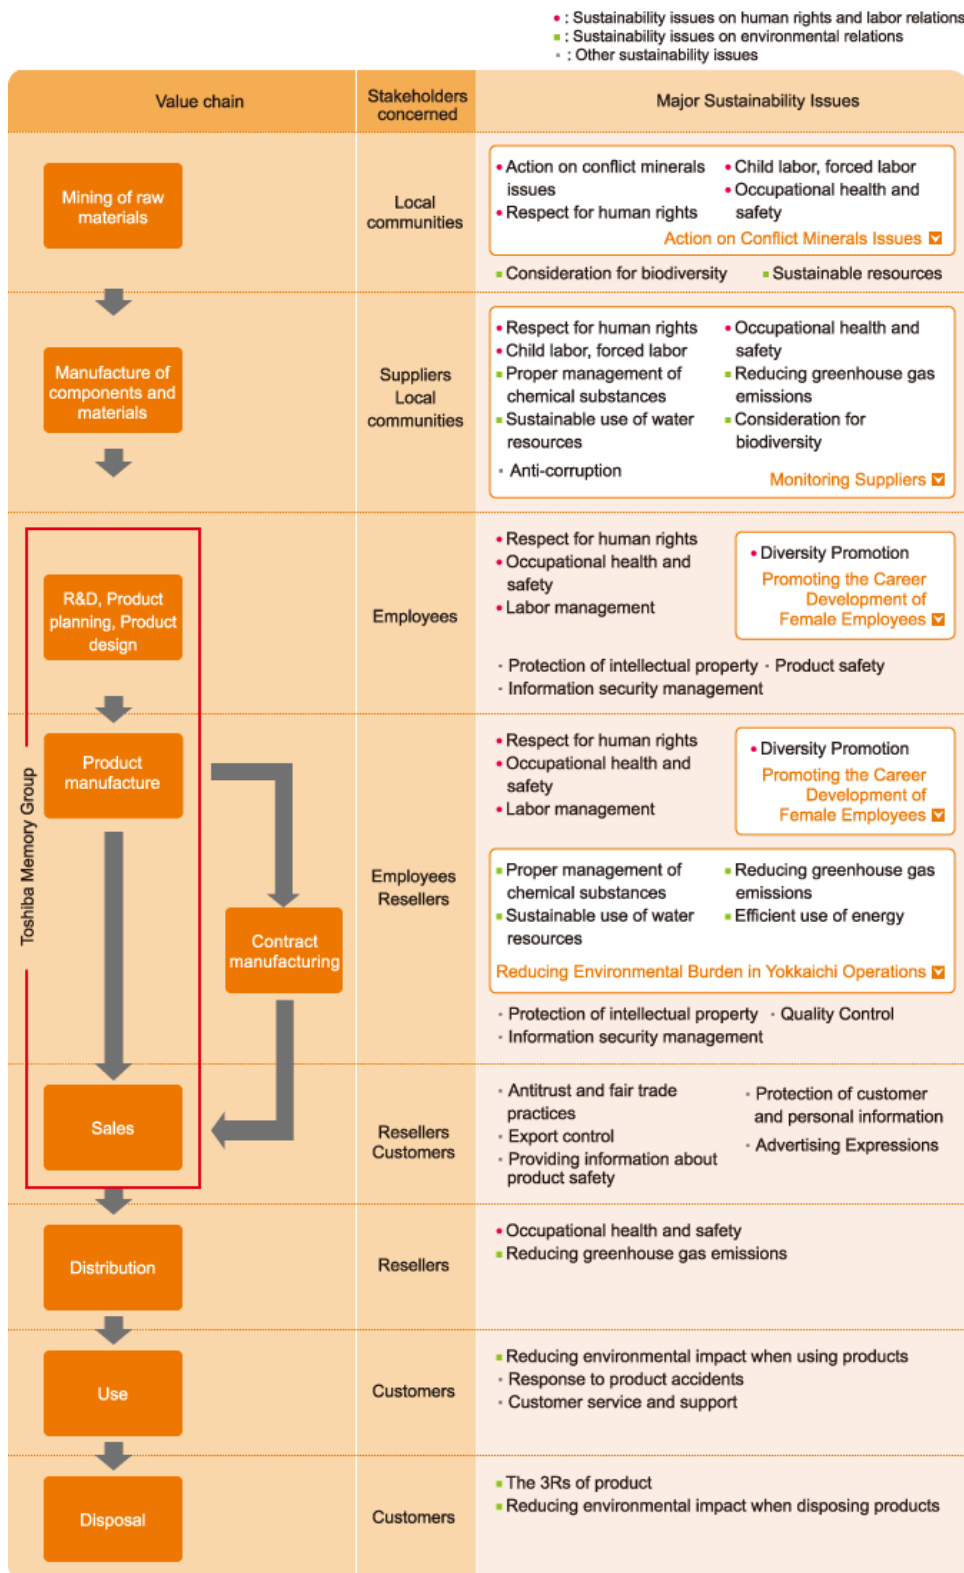 • : Sustainability issues on human rights and labor relations
▪ : Sustainability issues on environmental relations
・ : Other sustainability issues
Value chain
Stakeholders
concerned
Major Sustainability Issues
Mining of raw
materials
Local
communities
• Action on conflict minerals
issues
• Respect for human rights
• Child labor, forced labor
• Occupational health and
safety
Action on Conflict Minerals Issues
▪ Consideration for biodiversity
▪ Sustainable resources
Manufacture of
components and
materials
Suppliers
Local
communities
• Respect for human rights
• Child labor, forced labor
▪ Proper management of
chemical substances
▪ Sustainable use of water
resources
・ Anti-corruption
• Occupational health and
safety
▪ Reducing greenhouse gas
emissions
▪ Consideration for
biodiversity
Monitoring Suppliers
Toshiba Memory Group
R&D, Product
planning, Product
design
Employees
• Respect for human rights
• Occupational health and
safety
• Labor management
• Diversity Promotion
Promoting the Career
Development of
Female Employees
・ Protection of intellectual property ・ Product safety
・ Information security management
Product
manufacture
Contract
manufacturing
Employees
Resellers
• Respect for human rights
• Occupational health and
safety
• Labor management
• Diversity Promotion
Promoting the Career
Development of
Female Employees
▪ Proper management of
chemical substances
▪ Sustainable use of water
resources
▪ Reducing greenhouse gas
emissions
▪ Efficient use of energy
Reducing Environmental Burden in Yokkaichi Operations
・ Protection of intellectual property ・ Quality Control
・ Information security management
Sales
Resellers
Customers
・ Antitrust and fair trade
practices
・ Export control
・ Providing information about
product safety
・ Protection of customer
and personal information
・ Advertising Expressions
Distribution
Resellers
• Occupational health and safety
▪ Reducing greenhouse gas emissions
Use
Customers
▪ Reducing environmental impact when using products
・ Response to product accidents
・ Customer service and support
Disposal
Customers
▪ The 3Rs of product
▪ Reducing environmental impact when disposing products